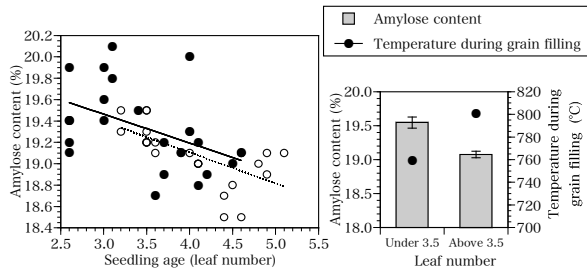 Amylose content
Temperature during grain filling
20.2
20.0
19.8
19.6
19.4
19.2
19.0
18.8
18.6
18.4
Amylose content (%)
2.5 3.0 3.5 4.0 4.5 5.0 5.5
Seedling age (leaf number)
20.0
19.5
19.0
18.5
18.0
Amylose content (%)
820
800
780
760
740
720
700
Temperature during
grain filling (°C)
Under 3.5 Above 3.5
Leaf number